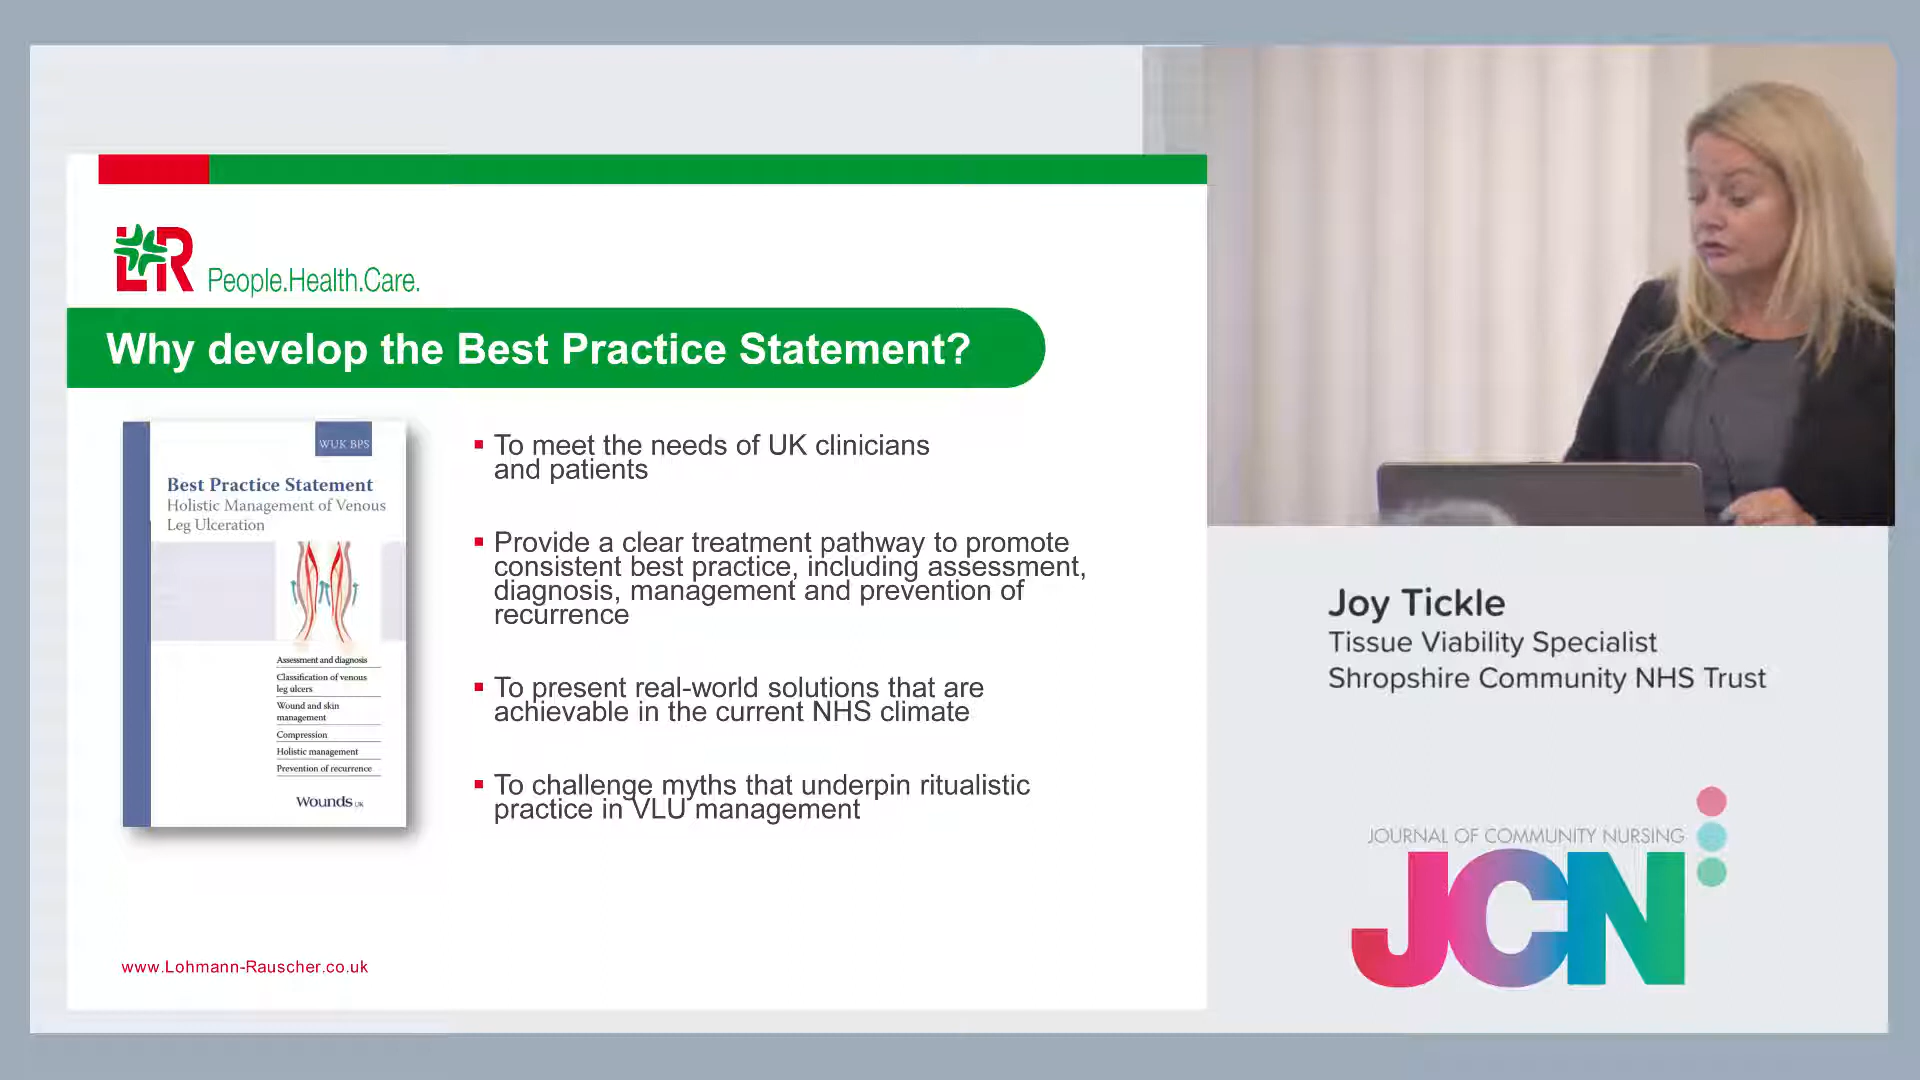 LR People.Health.Care.
Why develop the Best Practice Statement?
WUK BPS
Best Practice Statement
Holistic Management of Venous
Leg Ulceration
Assessment and diagnosis
Classification of venous
leg ulcers
Wound and skin
management
Compression
Holistic management
Prevention of recurrence
Wounds UK
▪ To meet the needs of UK clinicians
and patients
▪ Provide a clear treatment pathway to promote
consistent best practice, including assessment,
diagnosis, management and prevention of
recurrence
▪ To present real-world solutions that are
achievable in the current NHS climate
▪ To challenge myths that underpin ritualistic
practice in VLU management
www.Lohmann-Rauscher.co.uk
Joy Tickle
Tissue Viability Specialist
Shropshire Community NHS Trust
JOURNAL OF COMMUNITY NURSING
JCN